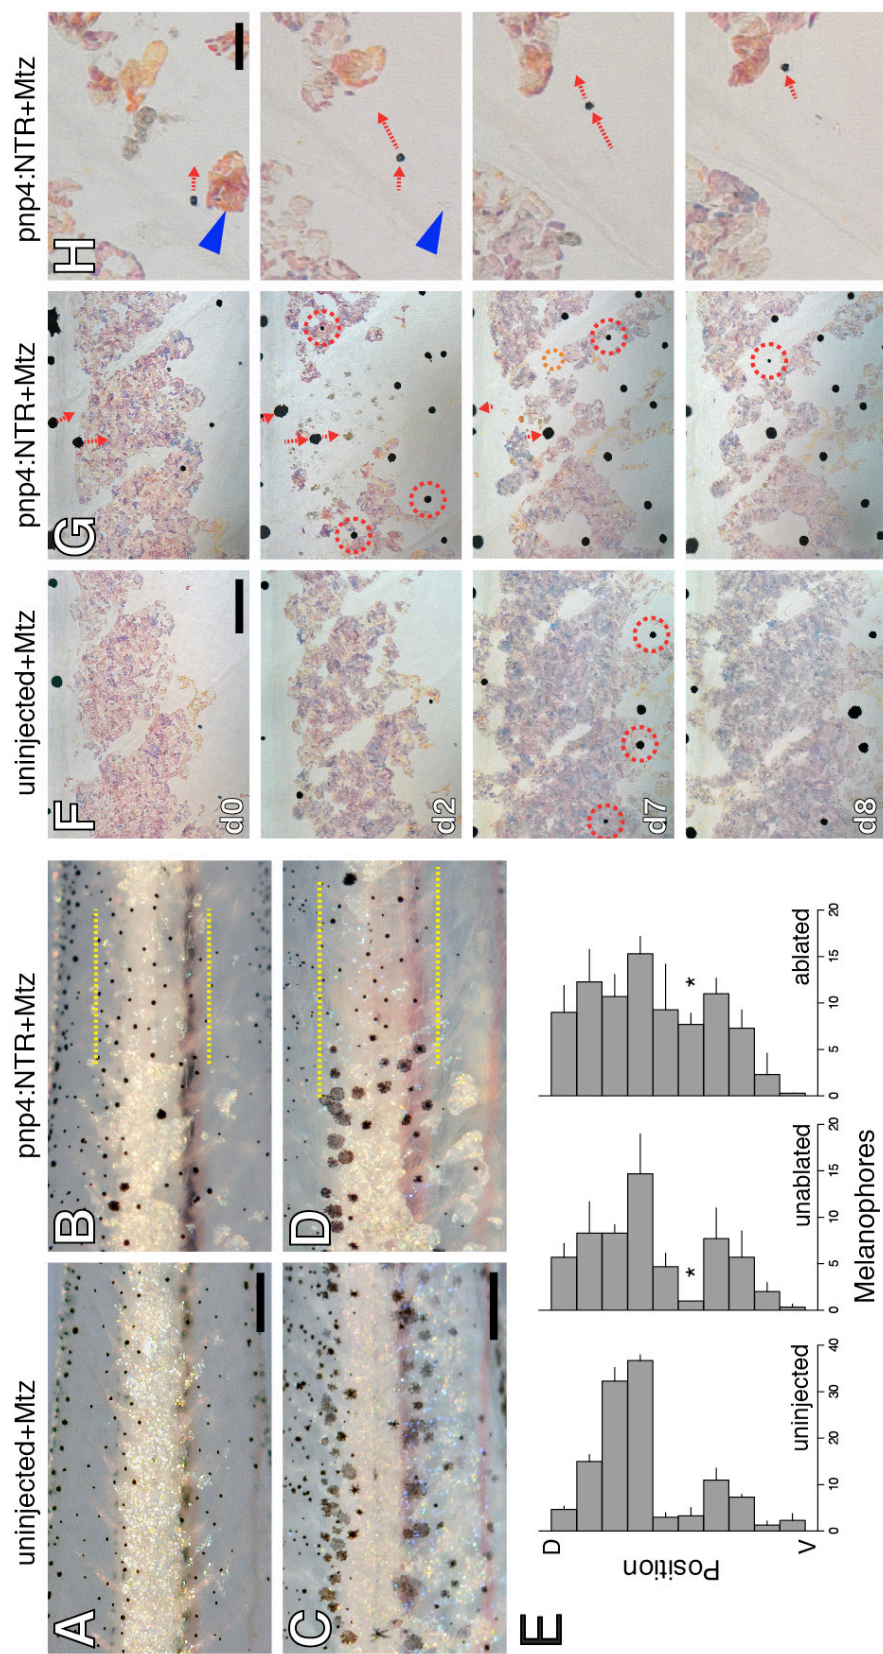 uninjected+Mtz
pnp4:NTR+Mtz
uninjected+Mtz
pnp4:NTR+Mtz
pnp4:NTR+Mtz
A
B
C
D
E
D
Position
V
0
10
20
30
40
uninjected
0
5
10
15
20
*
unablated
0
5
10
15
20
*
ablated
Melanophores
F
d0
d2
d7
d8
G
H